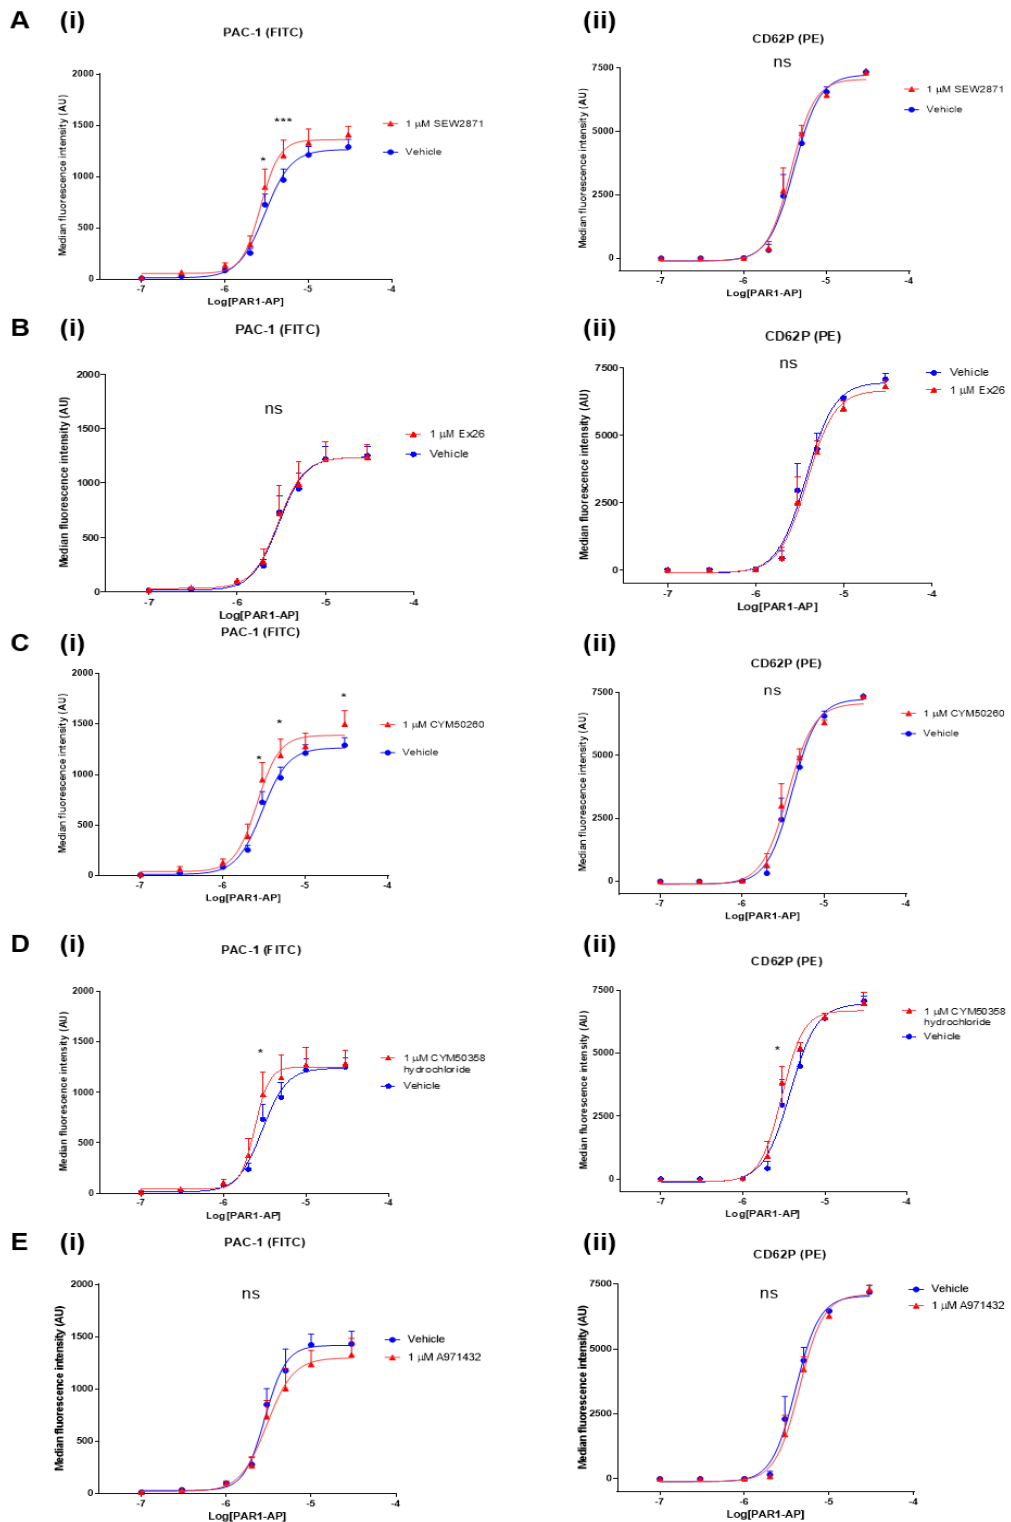 A (i) (ii)
PAC-1 (FITC)
Median fluorescence intensity (AU)
2000
1500
1000
500
0
-7 -6 -5 -4
Log[PAR1-AP]
* ***
1 μM SEW2871
Vehicle
CD62P (PE)
ns
Median fluorescence intensity (AU)
7500
5000
2500
0
-7 -6 -5 -4
Log[PAR1-AP]
1 μM SEW2871
Vehicle
B (i) (ii)
PAC-1 (FITC)
ns
Median fluorescence intensity (AU)
2000
1500
1000
500
0
-7 -6 -5 -4
Log[PAR1-AP]
1 μM Ex26
Vehicle
CD62P (PE)
ns
Median fluorescence intensity (AU)
7500
5000
2500
0
-7 -6 -5 -4
Log[PAR1-AP]
Vehicle
1 μM Ex26
C (i) (ii)
PAC-1 (FITC)
Median fluorescence intensity (AU)
2000
1500
1000
500
0
-7 -6 -5 -4
Log[PAR1-AP]
* * *
1 μM CYM50260
Vehicle
CD62P (PE)
ns
Median fluorescence intensity (AU)
7500
5000
2500
0
-7 -6 -5 -4
Log[PAR1-AP]
1 μM CYM50260
Vehicle
D (i) (ii)
PAC-1 (FITC)
Median fluorescence intensity (AU)
2000
1500
1000
500
0
-7 -6 -5 -4
Log[PAR1-AP]
*
1 μM CYM50358
hydrochloride
Vehicle
CD62P (PE)
Median fluorescence intensity (AU)
7500
5000
2500
0
-7 -6 -5 -4
Log[PAR1-AP]
*
1 μM CYM50358
hydrochloride
Vehicle
E (i) (ii)
PAC-1 (FITC)
ns
Median fluorescence intensity (AU)
2000
1500
1000
500
0
-7 -6 -5 -4
Log[PAR1-AP]
Vehicle
1 μM A971432
CD62P (PE)
ns
Median fluorescence intensity (AU)
7500
5000
2500
0
-7 -6 -5 -4
Log[PAR1-AP]
Vehicle
1 μM A971432